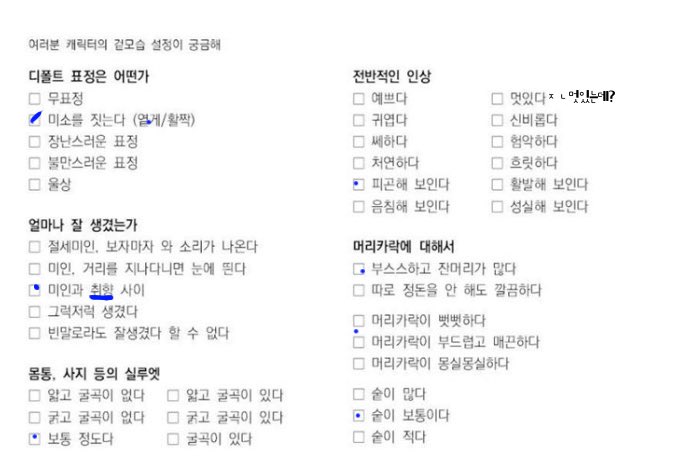 여러분 캐릭터의 겉모습 설정이 궁금해
디폴트 표정은 어떤가
무표정
미소를 짓는다 (옅게/활짝)
장난스러운 표정
불만스러운 표정
울상
얼마나 잘 생겼는가
절세미인, 보자마자 와 소리가 나온다
미인, 거리를 지나다니면 눈에 띈다
미인과 취향 사이
그럭저럭 생겼다
빈말로라도 잘생겼다 할 수 없다
몸통, 사지 등의 실루엣
얇고 굴곡이 없다 얇고 굴곡이 있다
굵고 굴곡이 없다 굵고 굴곡이 있다
보통 정도다 굴곡이 있다
전반적인 인상
예쁘다 멋있다 ㅈㄴ 멋있는데?
귀엽다 신비롭다
쎄하다 험악하다
처연하다 흐릿하다
피곤해 보인다 활발해 보인다
음침해 보인다 성실해 보인다
머리카락에 대해서
부스스하고 잔머리가 많다
따로 정돈을 안 해도 깔끔하다
머리카락이 뻣뻣하다
머리카락이 부드럽고 매끈하다
머리카락이 몽실몽실하다
숱이 많다
숱이 보통이다
숱이 적다